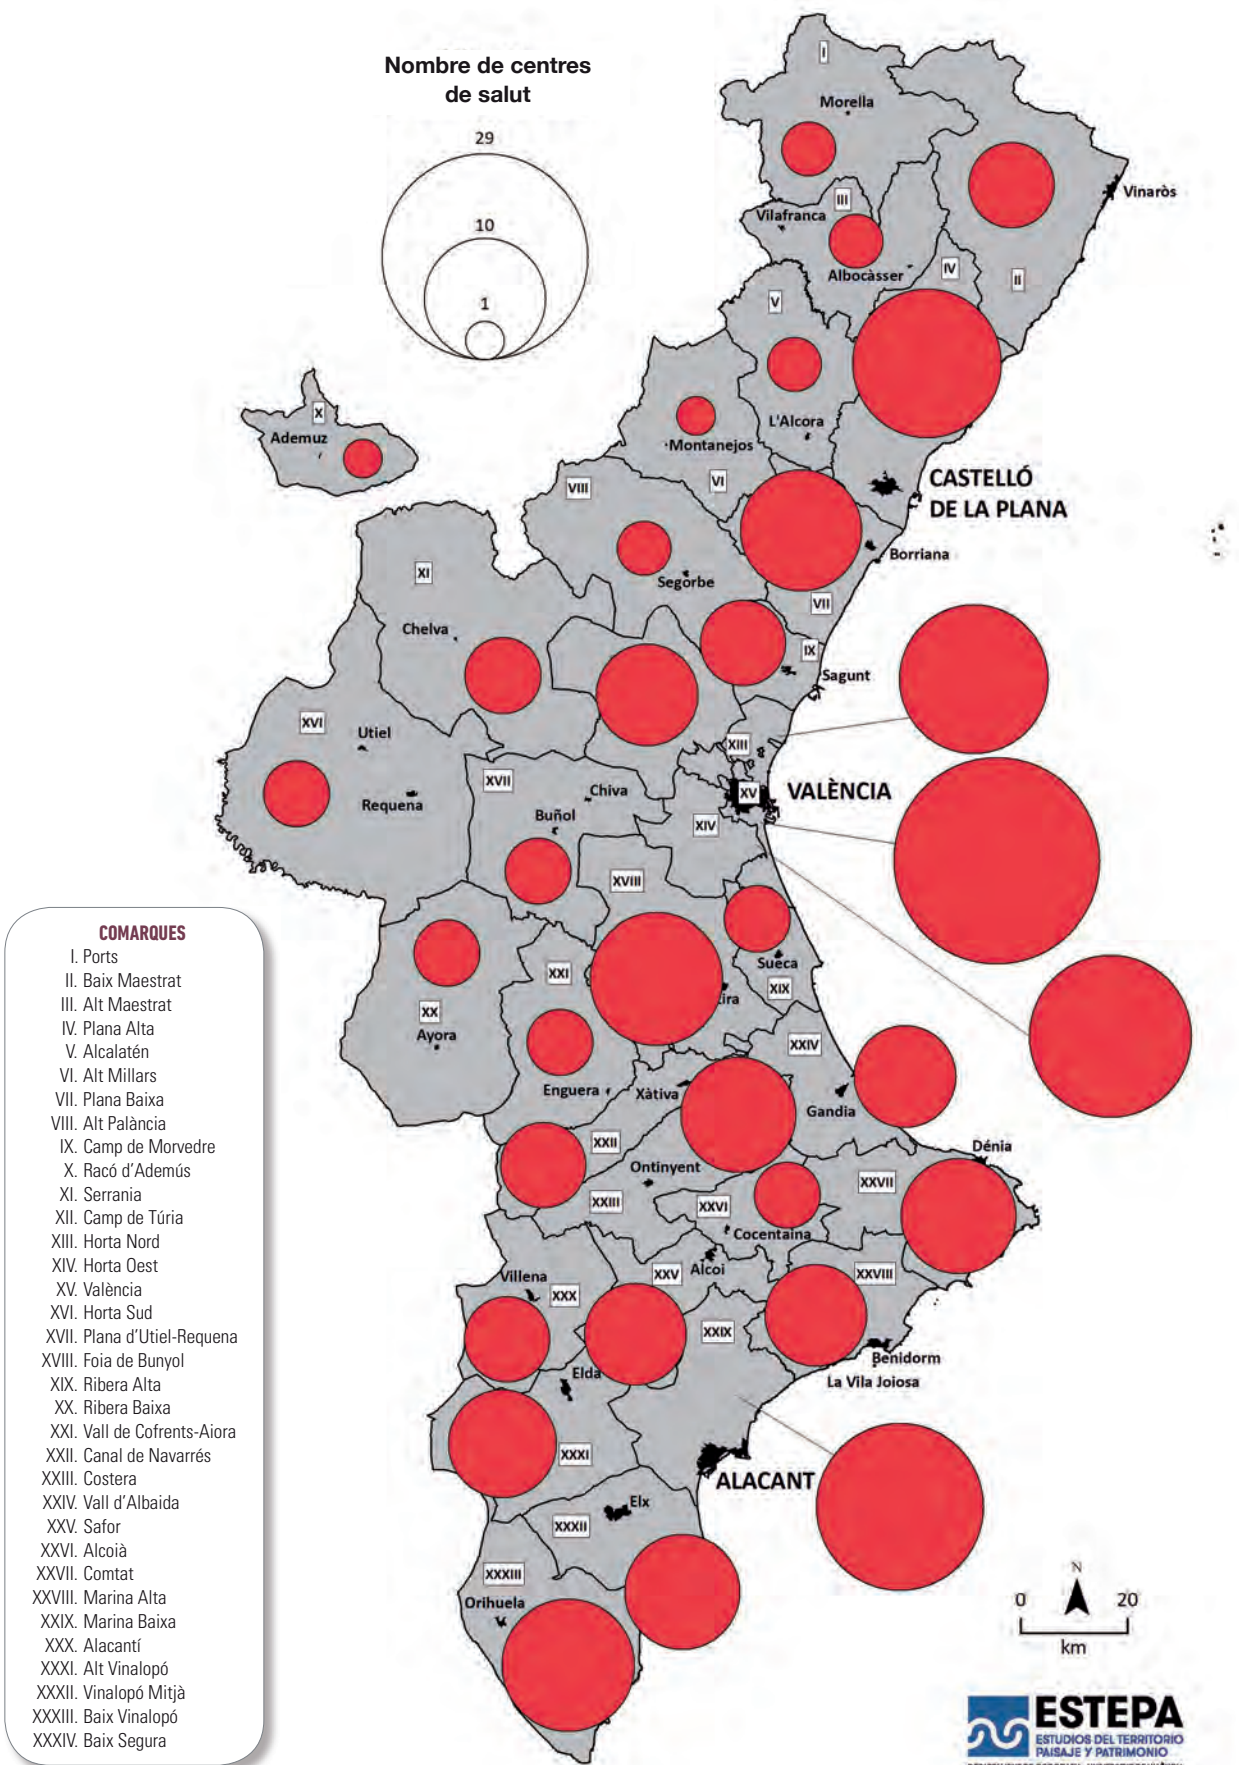 Nombre de centres
de salut
29
10
1
I
Morella
Vinaròs
III
Vilafranca
Albocàsser
IV
II
V
L'Alcora
X
Ademuz
Montanejos
VI
VIII
CASTELLÓ
DE LA PLANA
Borriana
Segorbe
XI
VII
Chelva
IX
Sagunt
XVI
Utiel
XIII
Requena
XVII
Chiva
Buñol
XV
VALÈNCIA
XIV
XVIII
Sueca
XIX
XXI
XX
Ayora
XXIV
Enguera
Xàtiva
Gandia
XXII
Dénia
Ontinyent
XXIII
XXVI
XXVII
Cocentaina
Alcoi
XXV
XXVIII
Villena
XXX
XXIX
Benidorm
La Vila Joiosa
Elda
XXXI
ALACANT
Elx
XXXII
XXXIII
Orihuela
COMARQUES
I. Ports
II. Baix Maestrat
III. Alt Maestrat
IV. Plana Alta
V. Alcalatén
VI. Alt Millars
VII. Plana Baixa
VIII. Alt Palància
IX. Camp de Morvedre
X. Racó d'Ademús
XI. Serrania
XII. Camp de Túria
XIII. Horta Nord
XIV. Horta Oest
XV. València
XVI. Horta Sud
XVII. Plana d'Utiel-Requena
XVIII. Foia de Bunyol
XIX. Ribera Alta
XX. Ribera Baixa
XXI. Vall de Cofrents-Aiora
XXII. Canal de Navarrés
XXIII. Costera
XXIV. Vall d'Albaida
XXV. Safor
XXVI. Alcoià
XXVII. Comtat
XXVIII. Marina Alta
XXIX. Marina Baixa
XXX. Alacantí
XXXI. Alt Vinalopó
XXXII. Vinalopó Mitjà
XXXIII. Baix Vinalopó
XXXIV. Baix Segura
N
0 20
km
ESTEPA
ESTUDIOS DEL TERRITORIO
PAISAJE Y PATRIMONIO